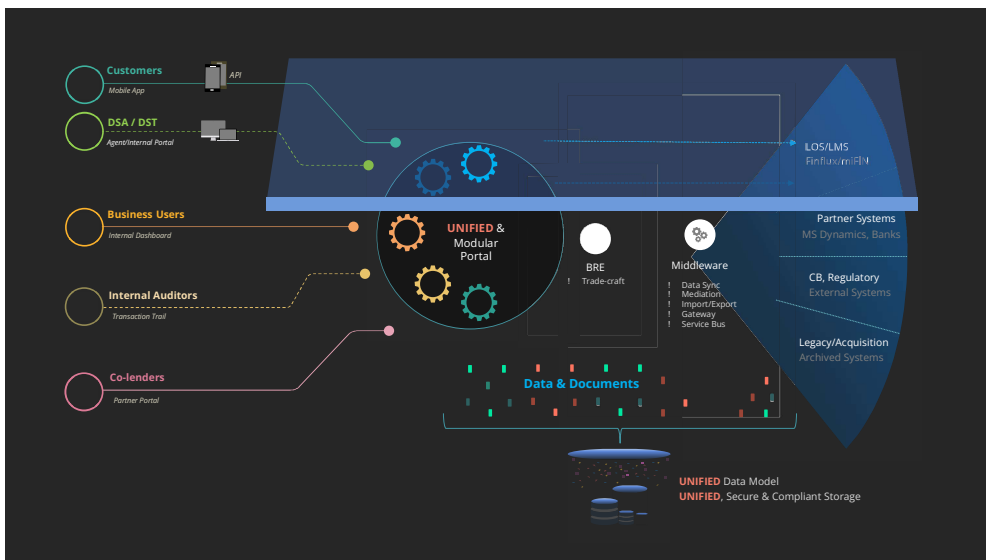 Customers
Mobile App
API
DSA / DST
Agent/Internal Portal
Business Users
Internal Dashboard
Internal Auditors
Transaction Trail
Co-lenders
Partner Portal
UNIFIED &
Modular
Portal
BRE
! Trade-craft
Middleware
! Data Sync
! Mediation
! Import/Export
! Gateway
! Service Bus
LOS/LMS
Finflux/miFIN
Partner Systems
MS Dynamics, Banks
CB, Regulatory
External Systems
Legacy/Acquisition
Archived Systems
Data & Documents
UNIFIED Data Model
UNIFIED, Secure & Compliant Storage